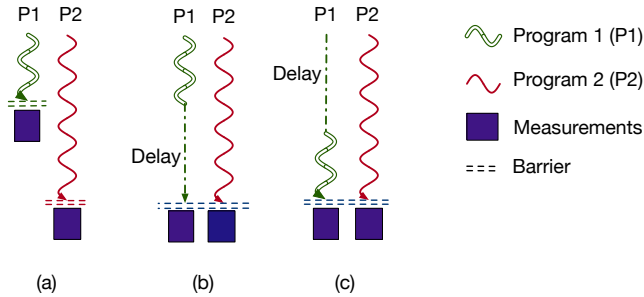 P1 P2
P1 P2
P1 P2
Delay
Delay
Program 1 (P1)
Program 2 (P2)
Measurements
Barrier
(a)
(b)
(c)